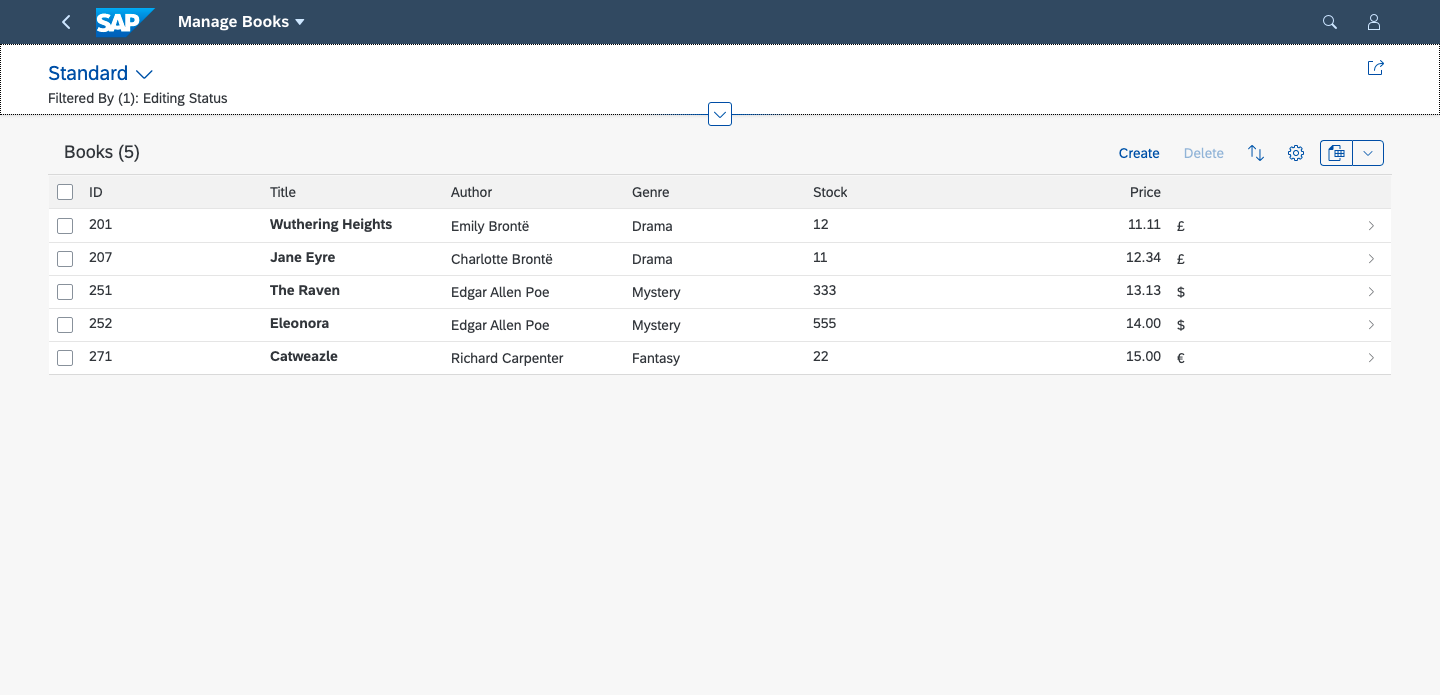 SAP Manage Books
Standard
Filtered By (1): Editing Status
Books (5) Create Delete
ID Title Author Genre Stock Price
201 Wuthering Heights Emily Brontë Drama 12 11.11 £
207 Jane Eyre Charlotte Brontë Drama 11 12.34 £
251 The Raven Edgar Allen Poe Mystery 333 13.13 $
252 Eleonora Edgar Allen Poe Mystery 555 14.00 $
271 Catweazle Richard Carpenter Fantasy 22 15.00 €